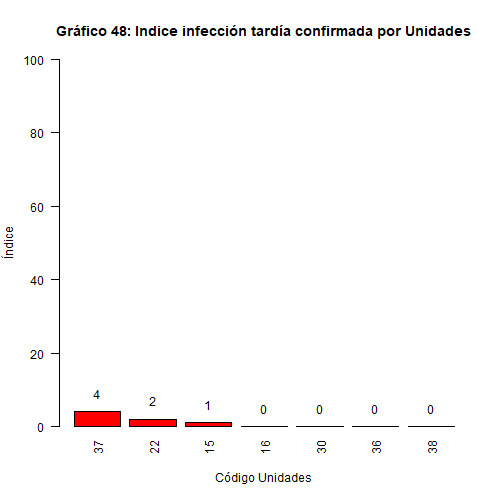 Gráfico 48: Indice infección tardía confirmada por Unidades
100
80
60
40
20
0
Índice
4 2 1 0 0 0 0
37 22 15 16 30 36 38
Código Unidades